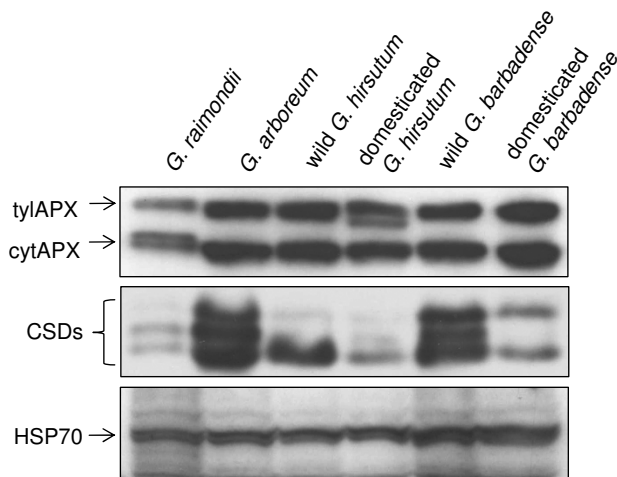 G. raimondii
G. arboreum
wild G. hirsutum
domesticated
G. hirsutum
wild G. barbadense
domesticated
G. barbadense
tylAPX
cytAPX
CSDs
HSP70